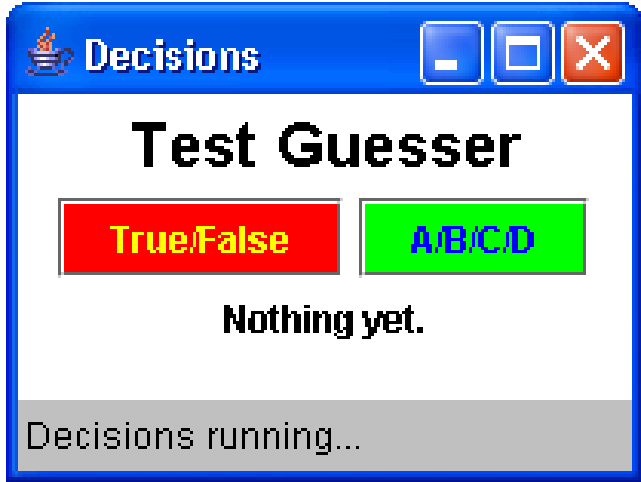 Decisions
Test Guesser
True/False A/B/C/D
Nothing yet.
Decisions running...